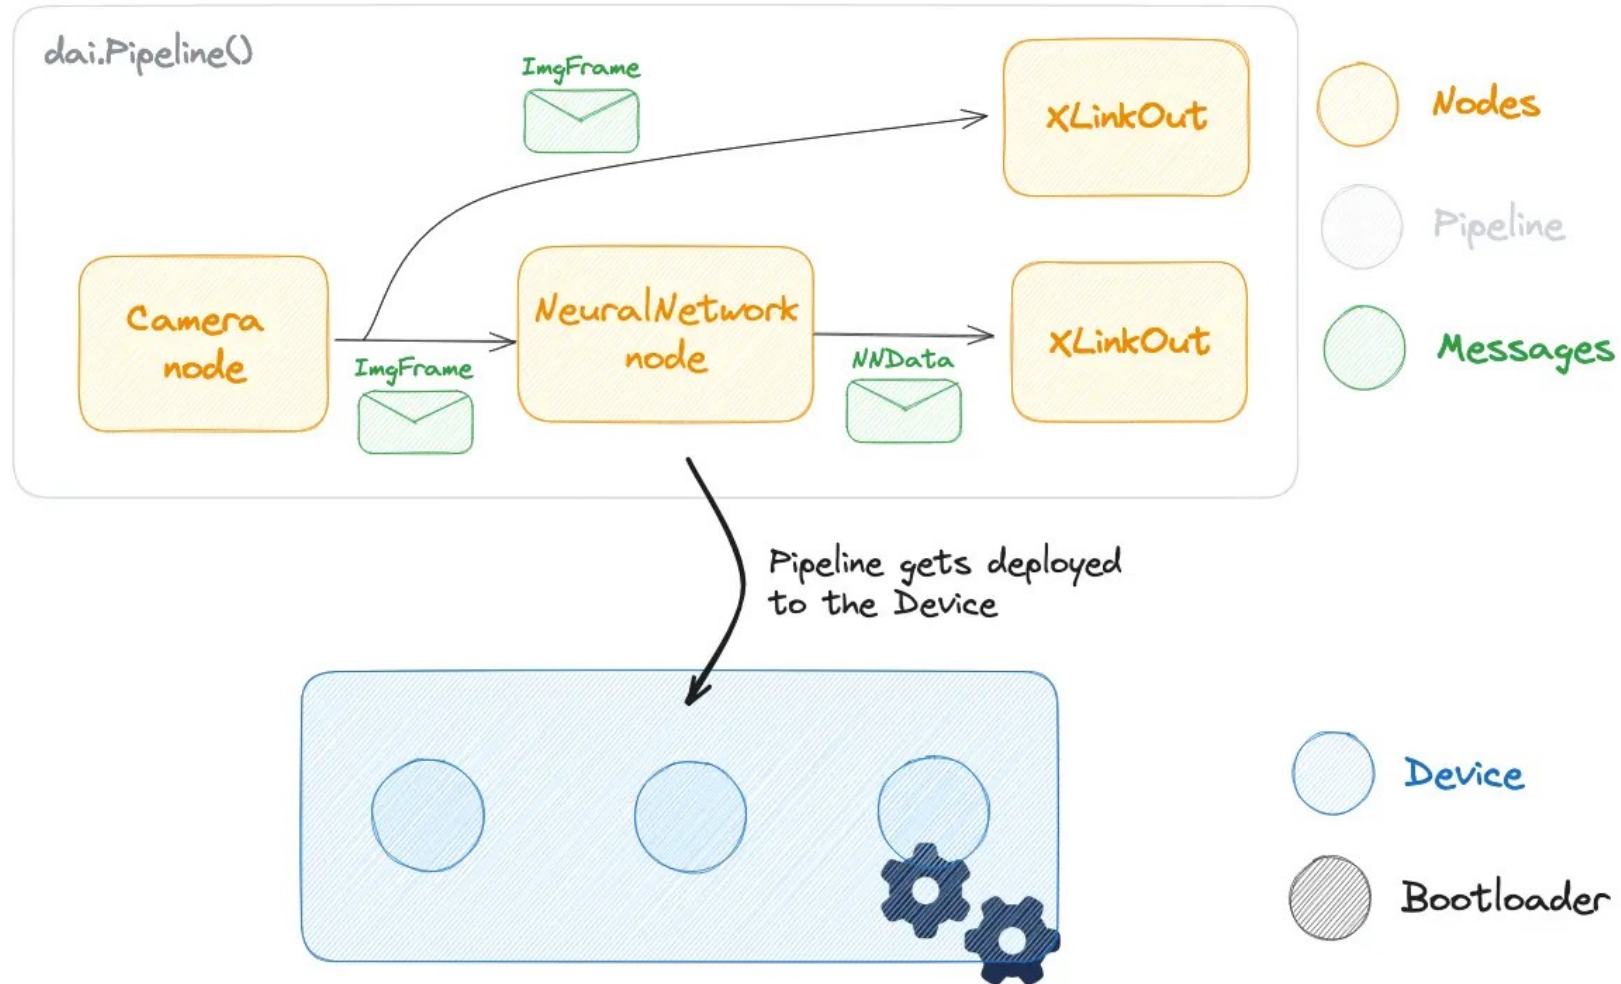 dai.Pipeline()
ImgFrame
XLinkOut
Nodes
Pipeline
Camera
node
NeuralNetwork
node
XLinkOut
ImgFrame
NNData
Messages
Pipeline gets deployed
to the Device
Device
Bootloader